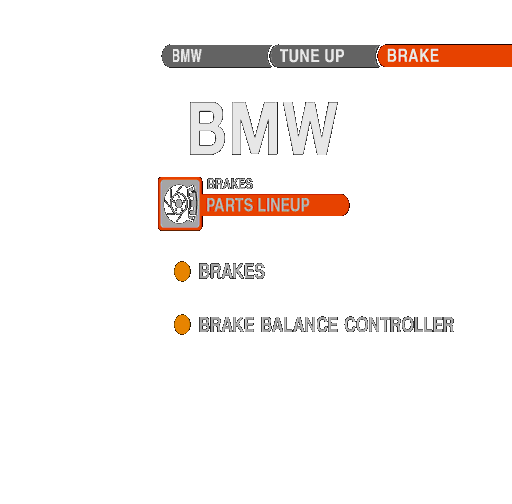 BMW TUNE UP BRAKE
BMW
BRAKES
PARTS LINEUP
BRAKES
BRAKE BALANCE CONTROLLER